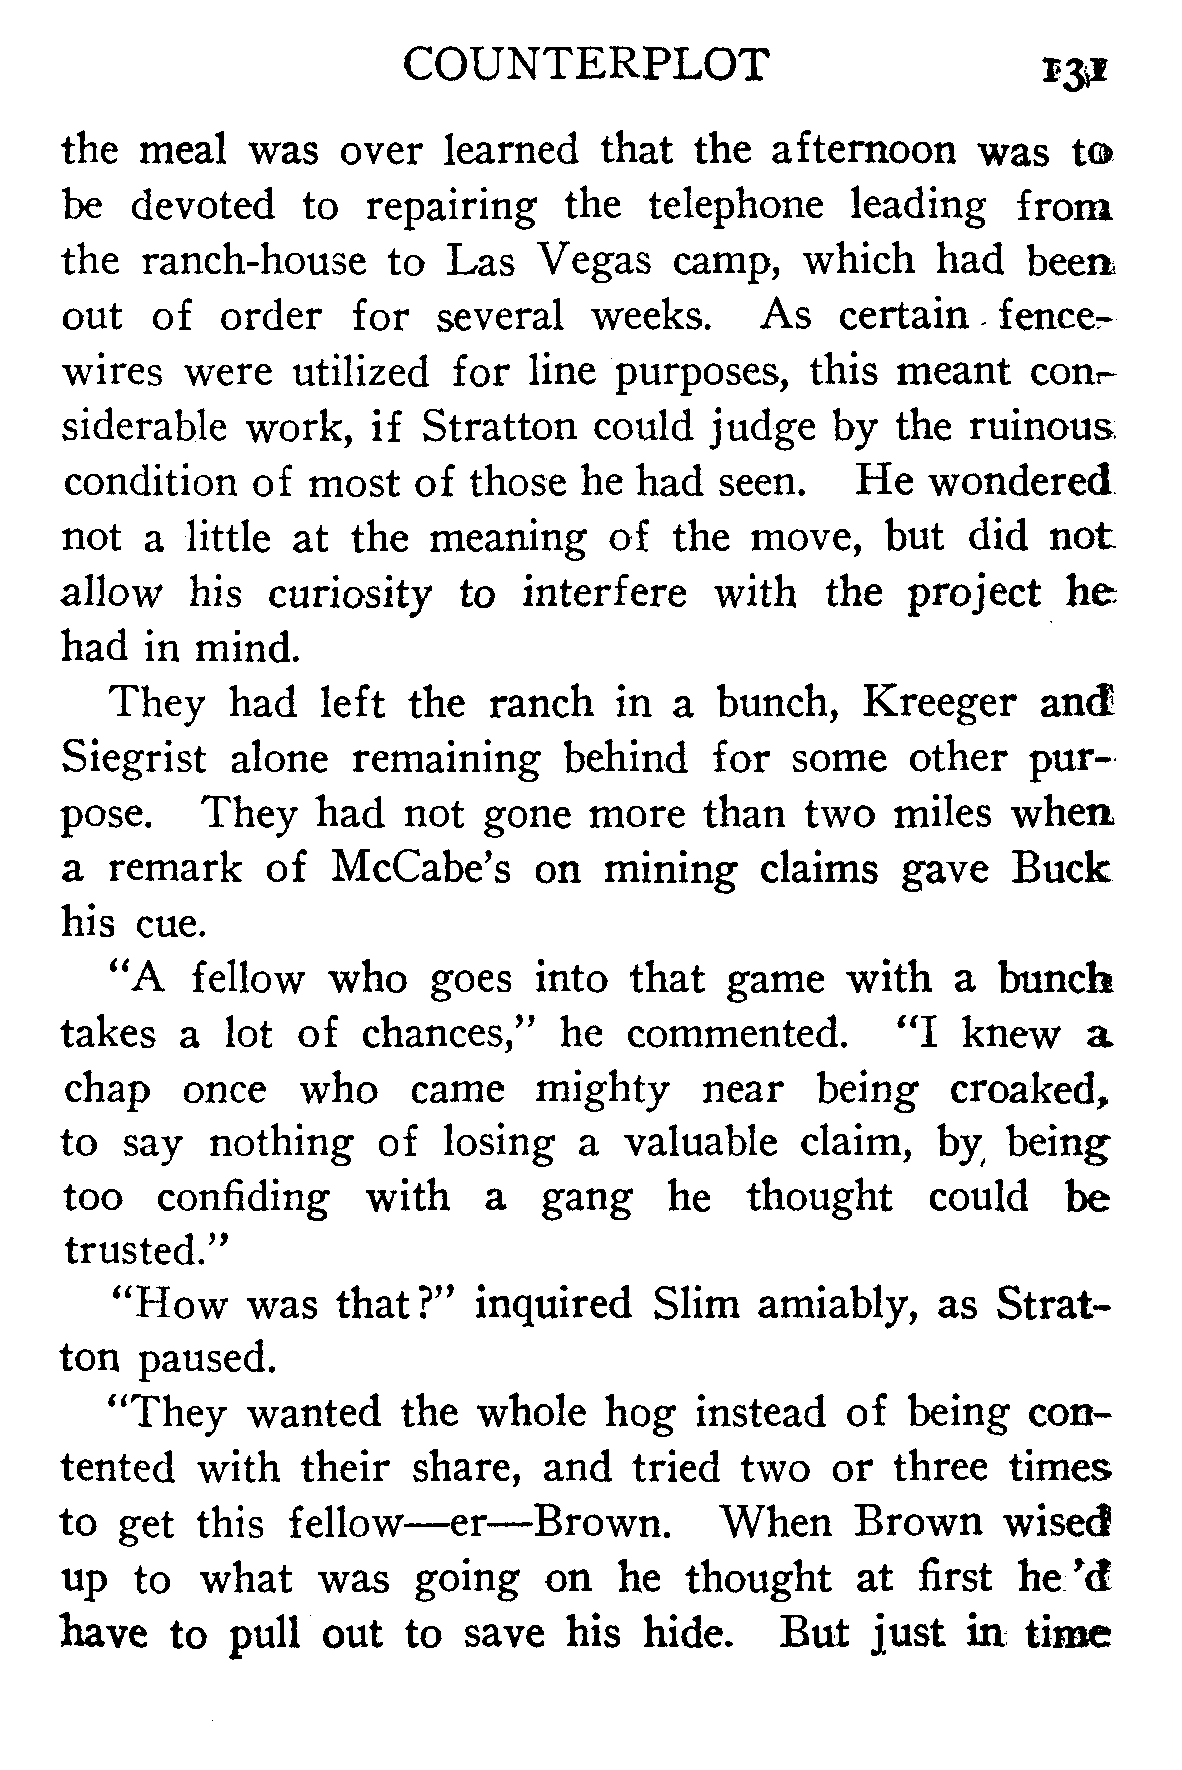 COUNTERPLOT 131
the meal was over learned that the afternoon was to
be devoted to repairing the telephone leading from
the ranch-house to Las Vegas camp, which had been
out of order for several weeks. As certain fence-
wires were utilized for line purposes, this meant con-
siderable work, if Stratton could judge by the ruinous
condition of most of those he had seen. He wondered
not a little at the meaning of the move, but did not
allow his curiosity to interfere with the project he
had in mind.
They had left the ranch in a bunch, Kreeger and
Siegrist alone remaining behind for some other pur-
pose. They had not gone more than two miles when
a remark of McCabe's on mining claims gave Buck
his cue.
"A fellow who goes into that game with a bunch
takes a lot of chances," he commented. "I knew a
chap once who came mighty near being croaked,
to say nothing of losing a valuable claim, by being
too confiding with a gang he thought could be
trusted."
"How was that?" inquired Slim amiably, as Strat-
ton paused.
"They wanted the whole hog instead of being con-
tented with their share, and tried two or three times
to get this fellow—er—Brown. When Brown wised
up to what was going on he thought at first he'd
have to pull out to save his hide. But just in time